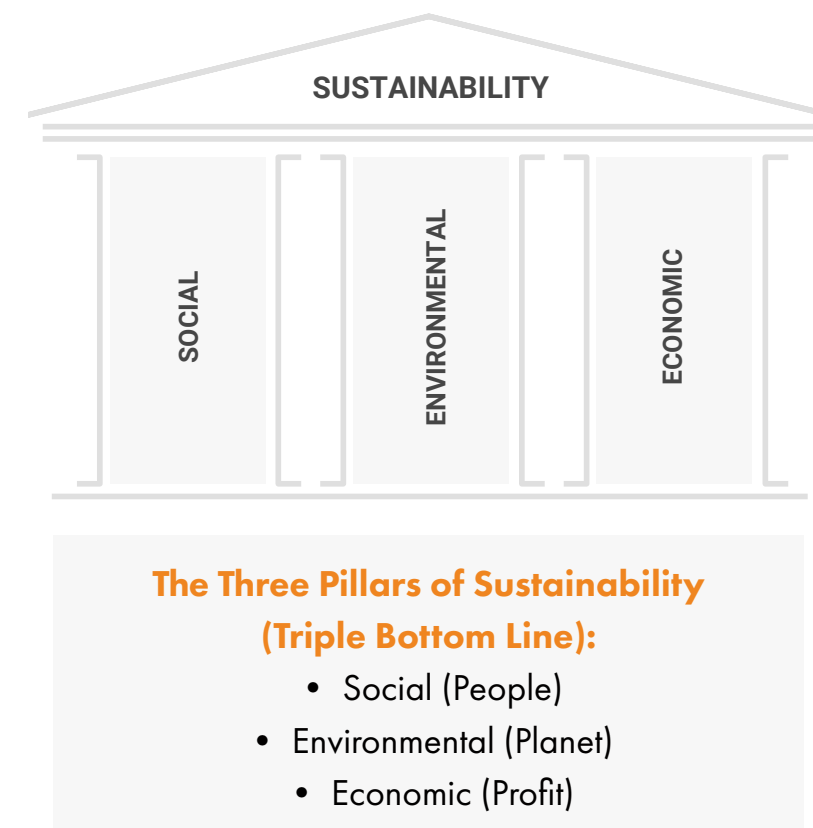 SUSTAINABILITY
SOCIAL
ENVIRONMENTAL
ECONOMIC
The Three Pillars of Sustainability
(Triple Bottom Line):
• Social (People)
• Environmental (Planet)
• Economic (Profit)